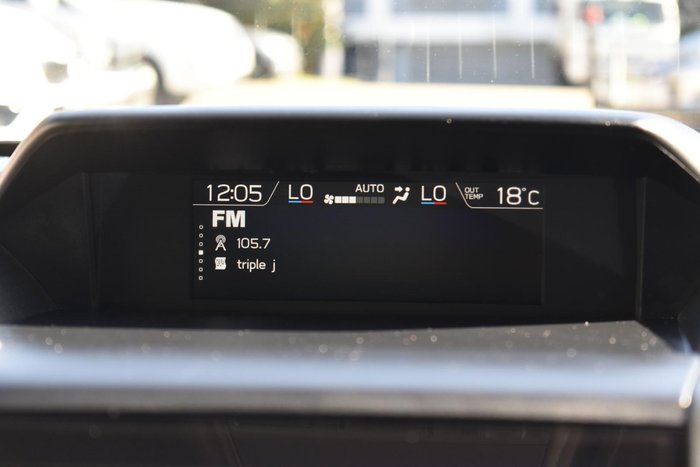 12:05 LO AUTO LO OUT TEMP 18°C
FM
105.7
triple j